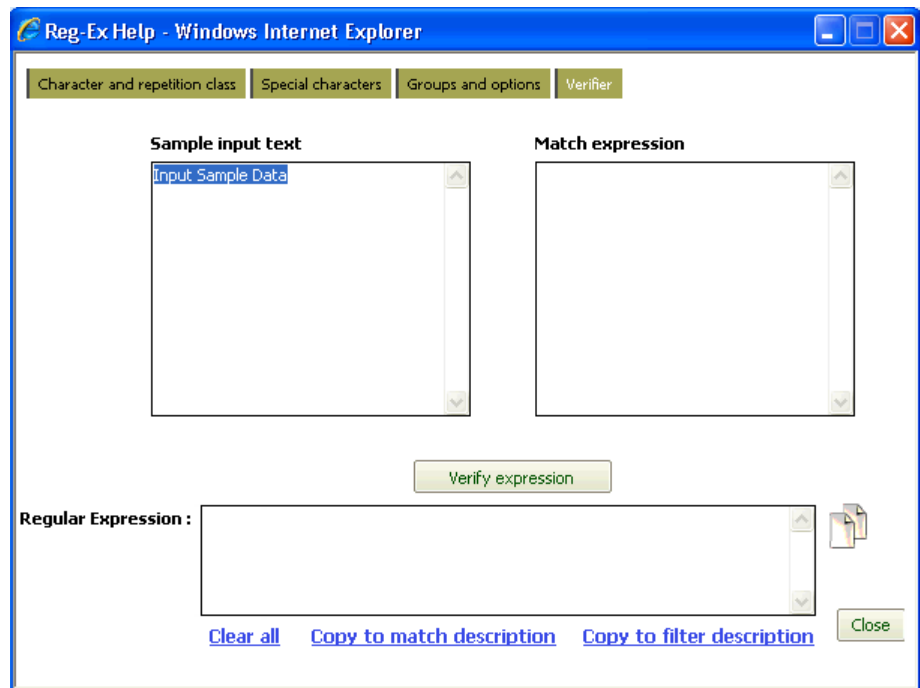 Reg-Ex Help - Windows Internet Explorer
Character and repetition class Special characters Groups and options Verifier
Sample input text Match expression
Input Sample Data
Verify expression
Regular Expression :
Close
Clear all Copy to match description Copy to filter description